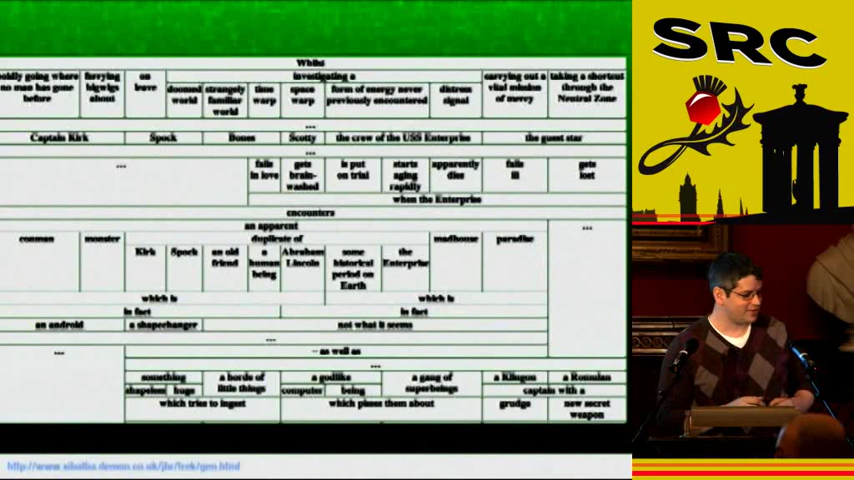 Whilst
oldly going where no man has gone before
ferrying bigwigs about
on leave
investigating a
doomed world
strangely familiar world
time warp
space warp
form of energy never previously encountered
distress signal
carrying out a vital mission of mercy
taking a shortcut through the Neutral Zone
...
Captain Kirk
Spock
Bones
Scotty
the crew of the USS Enterprise
the guest star
...
...
falls in love
gets brain-washed
is put on trial
starts aging rapidly
apparently dies
falls ill
gets lost
when the Enterprise
encounters
an apparent
...
conman
monster
duplicate of
madhouse
paradise
Kirk
Spock
an old friend
a human being
Abraham Lincoln
some historical period on Earth
the Enterprise
which is
which is
in fact
in fact
an android
a shapechanger
not what it seems
...
...
-- as well as
...
something
a horde of little things
a godlike
a gang of superbeings
a Klingon
a Romulan
shapeless
huge
computer
being
captain with a
which tries to ingest
which pisses them about
grudge
new secret weapon
SRC